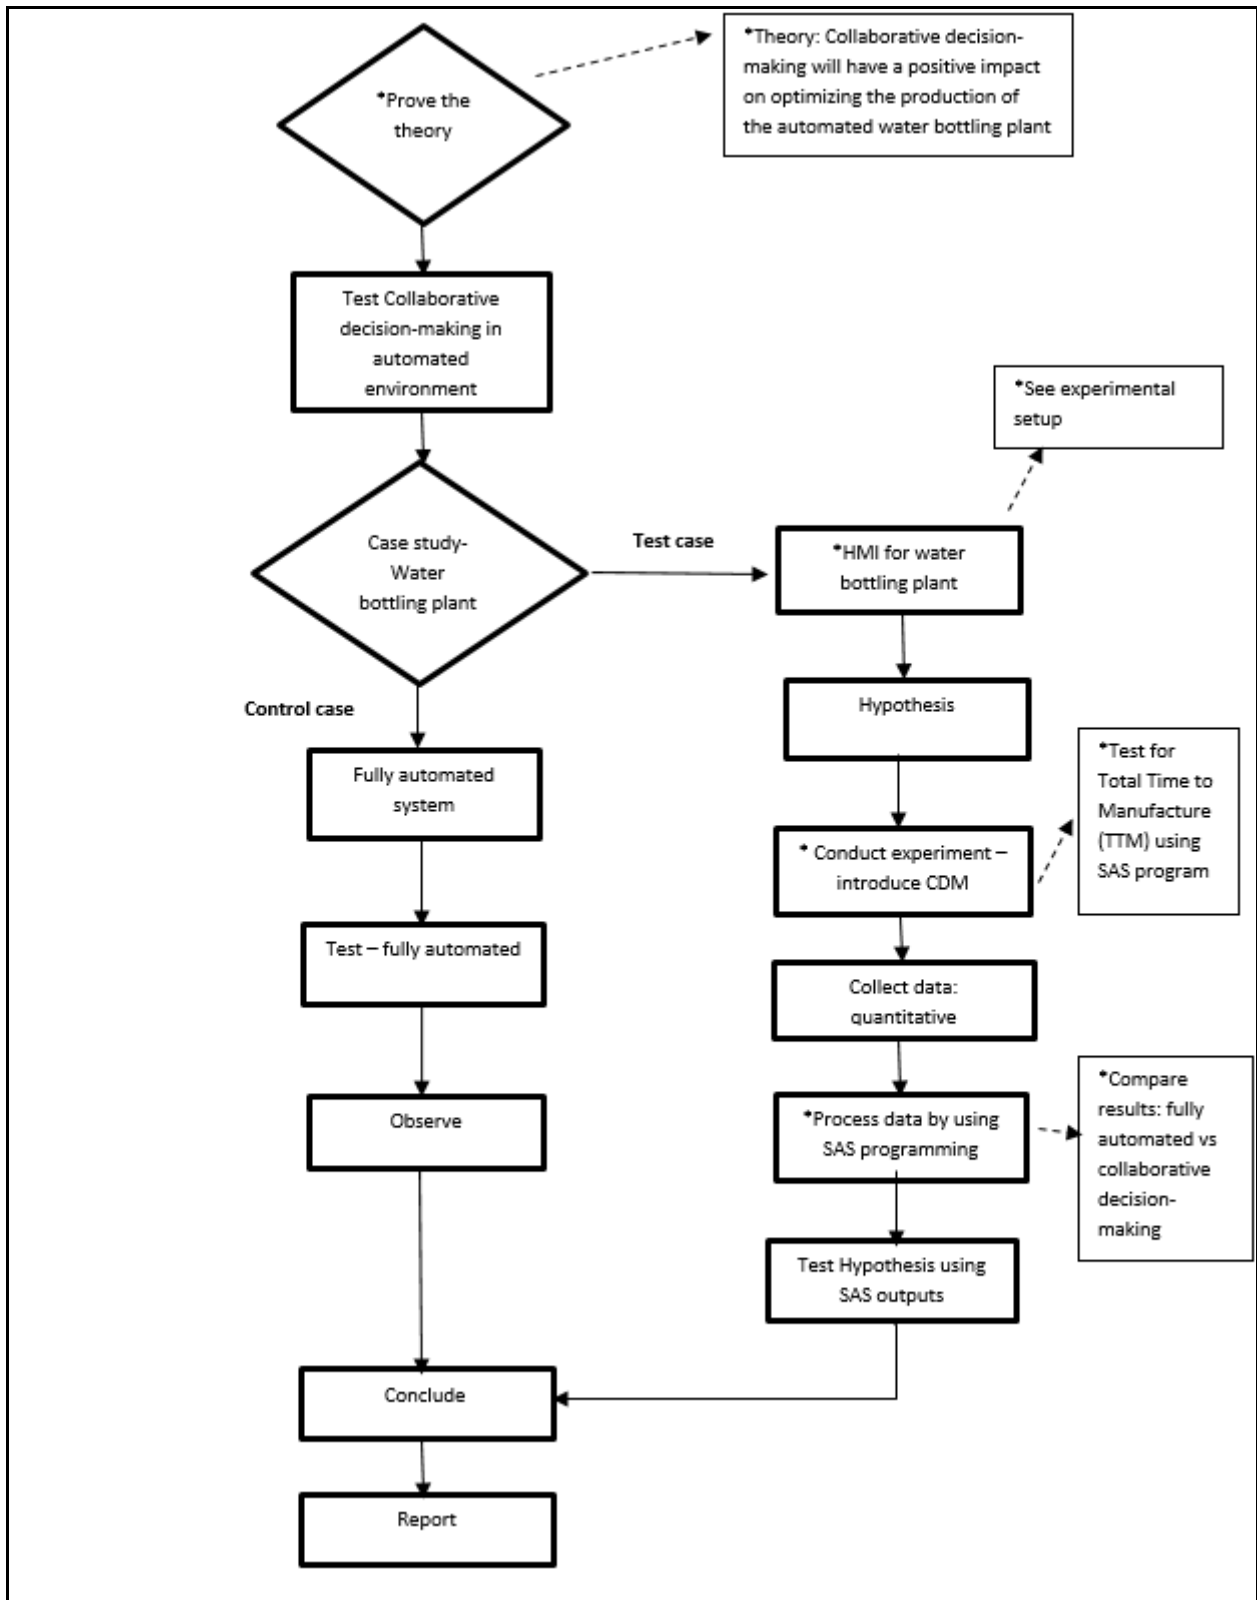 *Prove the
theory
*Theory: Collaborative decision-
making will have a positive impact
on optimizing the production of
the automated water bottling plant
Test Collaborative
decision-making in
automated
environment
*See experimental
setup
Case study-
Water
bottling plant
Test case
*HMI for water
bottling plant
Control case
Hypothesis
Fully automated
system
*Test for
Total Time to
Manufacture
(TTM) using
SAS program
* Conduct experiment –
introduce CDM
Test – fully automated
Collect data:
quantitative
Observe
*Process data by using
SAS programming
*Compare
results: fully
automated vs
collaborative
decision-
making
Test Hypothesis using
SAS outputs
Conclude
Report